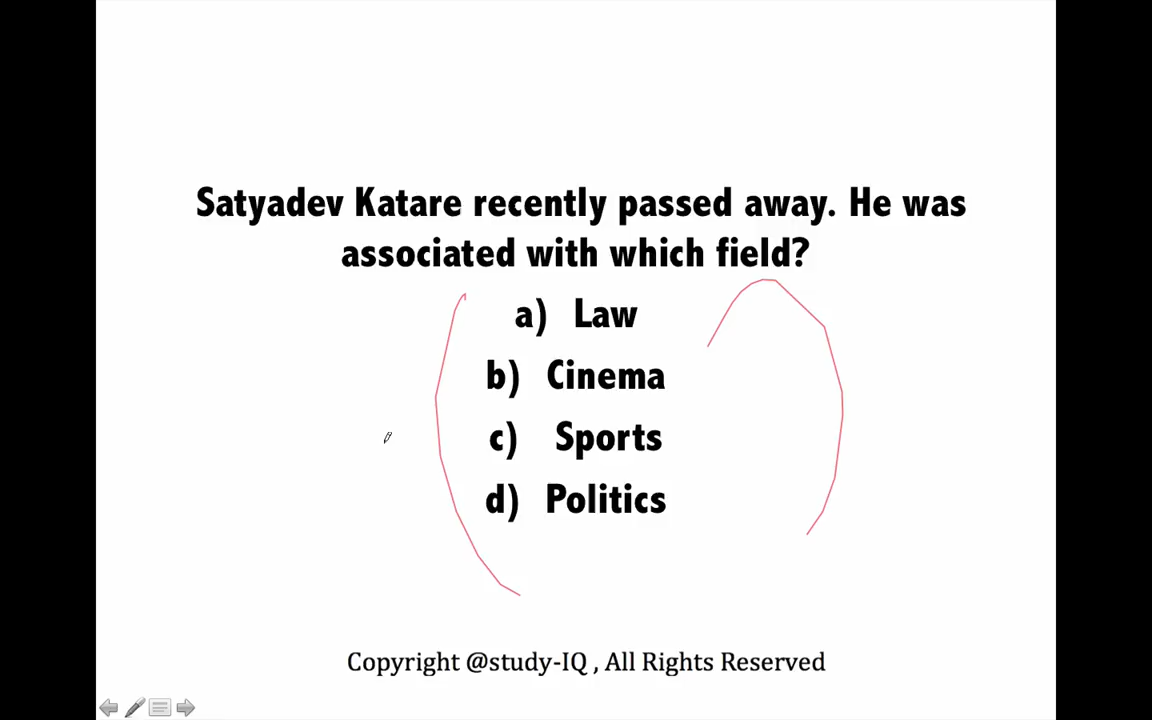 Satyadev Katare recently passed away. He was
associated with which field?
a) Law
b) Cinema
c) Sports
d) Politics
Copyright @study-IQ , All Rights Reserved